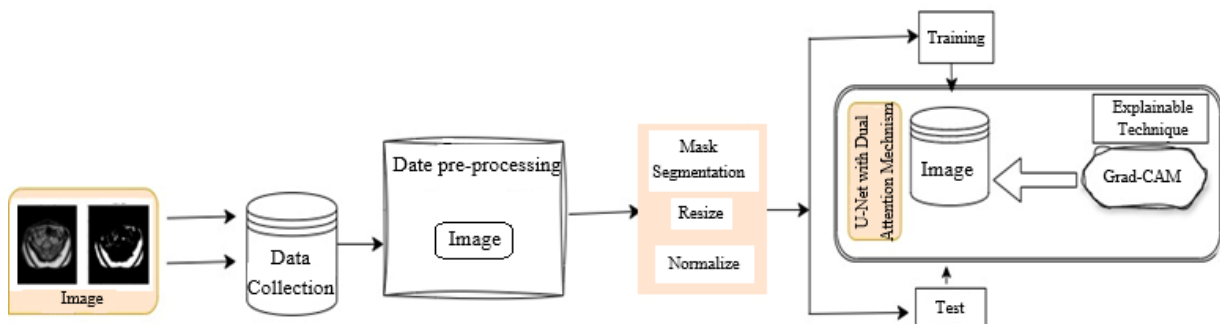 Image
Data
Collection
Date pre-processing
Image
Mask
Segmentation
Resize
Normalize
Training
U-Net with Dual
Attention Mechnism
Image
Explainable
Technique
Grad-CAM
Test